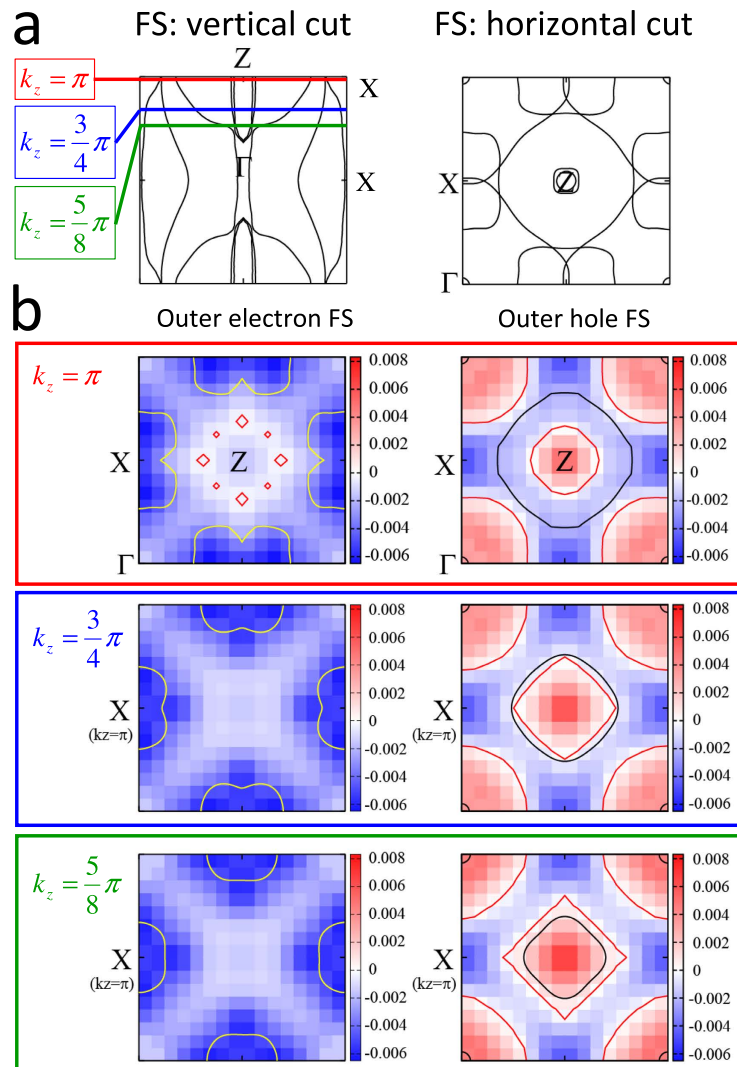 a
FS: vertical cut
FS: horizontal cut
k_z = π
k_z = 3/4 π
k_z = 5/8 π
Z
X
Γ
X
X
Z
Γ
b
Outer electron FS
Outer hole FS
k_z = π
X
Z
Γ
0.008
0.006
0.004
0.002
0
-0.002
-0.004
-0.006
X
Z
Γ
0.008
0.006
0.004
0.002
0
-0.002
-0.004
-0.006
k_z = 3/4 π
X
(kz=π)
0.008
0.006
0.004
0.002
0
-0.002
-0.004
-0.006
X
(kz=π)
0.008
0.006
0.004
0.002
0
-0.002
-0.004
-0.006
k_z = 5/8 π
X
(kz=π)
0.008
0.006
0.004
0.002
0
-0.002
-0.004
-0.006
X
(kz=π)
0.008
0.006
0.004
0.002
0
-0.002
-0.004
-0.006